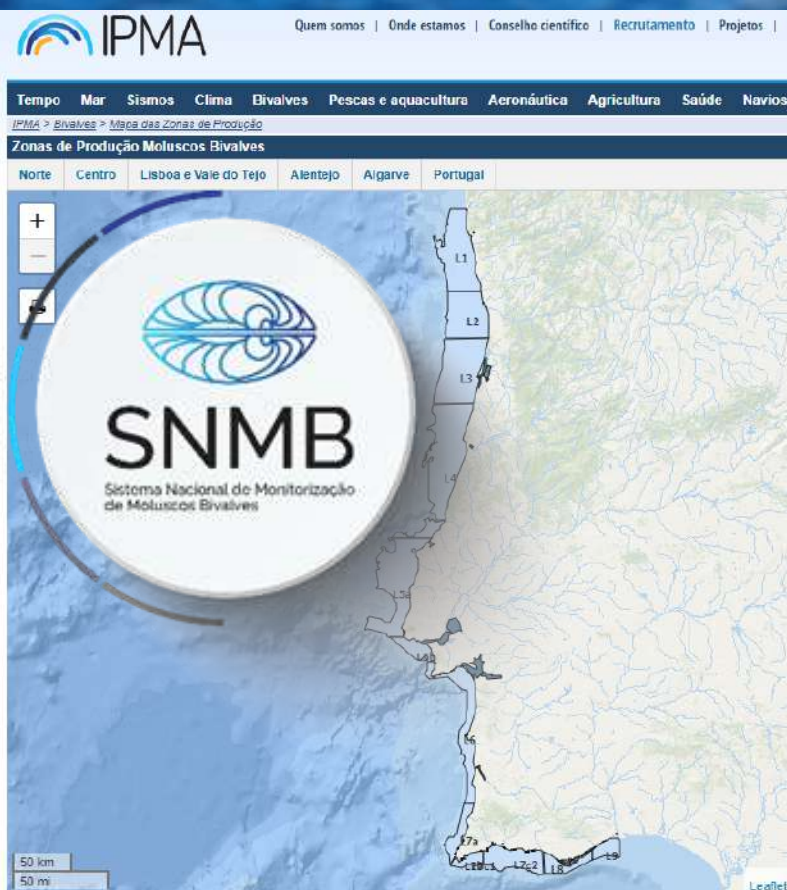 IPMA
Quem somos | Onde estamos | Conselho científico | Recrutamento | Projetos |
Tempo Mar Sismos Clima Bivalves Pescas e aquacultura Aeronáutica Agricultura Saúde Navios
IPMA > Bivalves > Mapa das Zonas de Produção
Zonas de Produção Moluscos Bivalves
Norte Centro Lisboa e Vale do Tejo Alentejo Algarve Portugal
+
−
L1
L2
L3
L4
SNMB
Sistema Nacional de Monitorização
de Moluscos Bivalves
L5a
L6
L7a
L7c2
L8
L9
50 km
50 mi
Leaflet